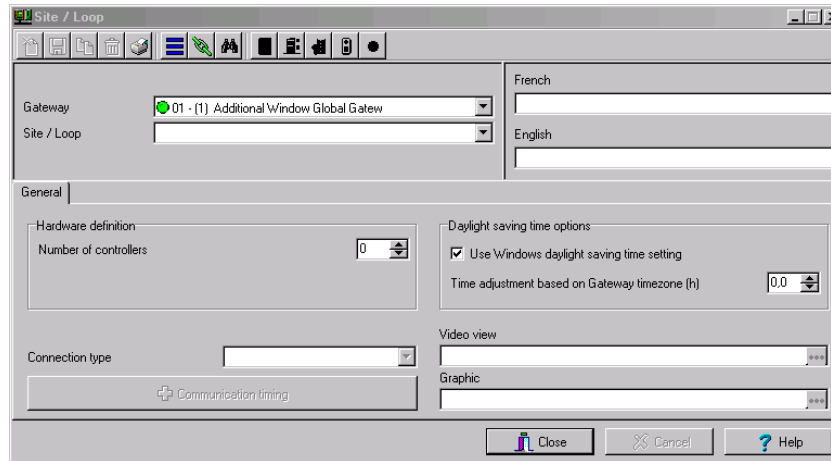 Site / Loop
Gateway
01 - (1) Additional Window Global Gatew
Site / Loop
French
English
General
Hardware definition
Number of controllers
0
Daylight saving time options
Use Windows daylight saving time setting
Time adjustment based on Gateway timezone (h)
0,0
Connection type
Communication timing
Video view
Graphic
Close
Cancel
? Help